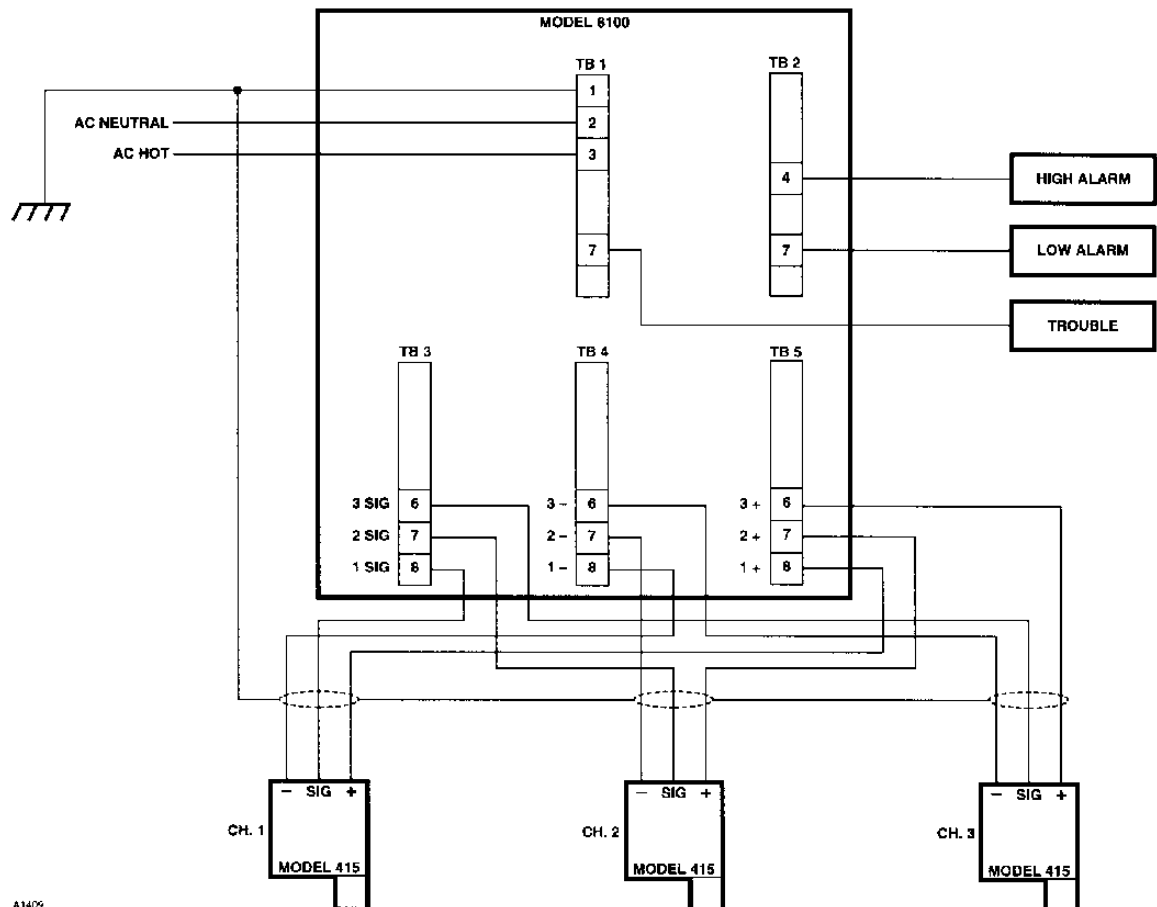 MODEL 8100
TB 1
TB 2
1
AC NEUTRAL
2
AC HOT
3
4
HIGH ALARM
7
7
LOW ALARM
TROUBLE
TB 3
TB 4
TB 5
3 SIG
6
3 –
6
3 +
6
2 SIG
7
2 –
7
2 +
7
1 SIG
8
1 –
8
1 +
8
– SIG +
– SIG +
– SIG +
CH. 1
CH. 2
CH. 3
MODEL 415
MODEL 415
MODEL 415
A1409